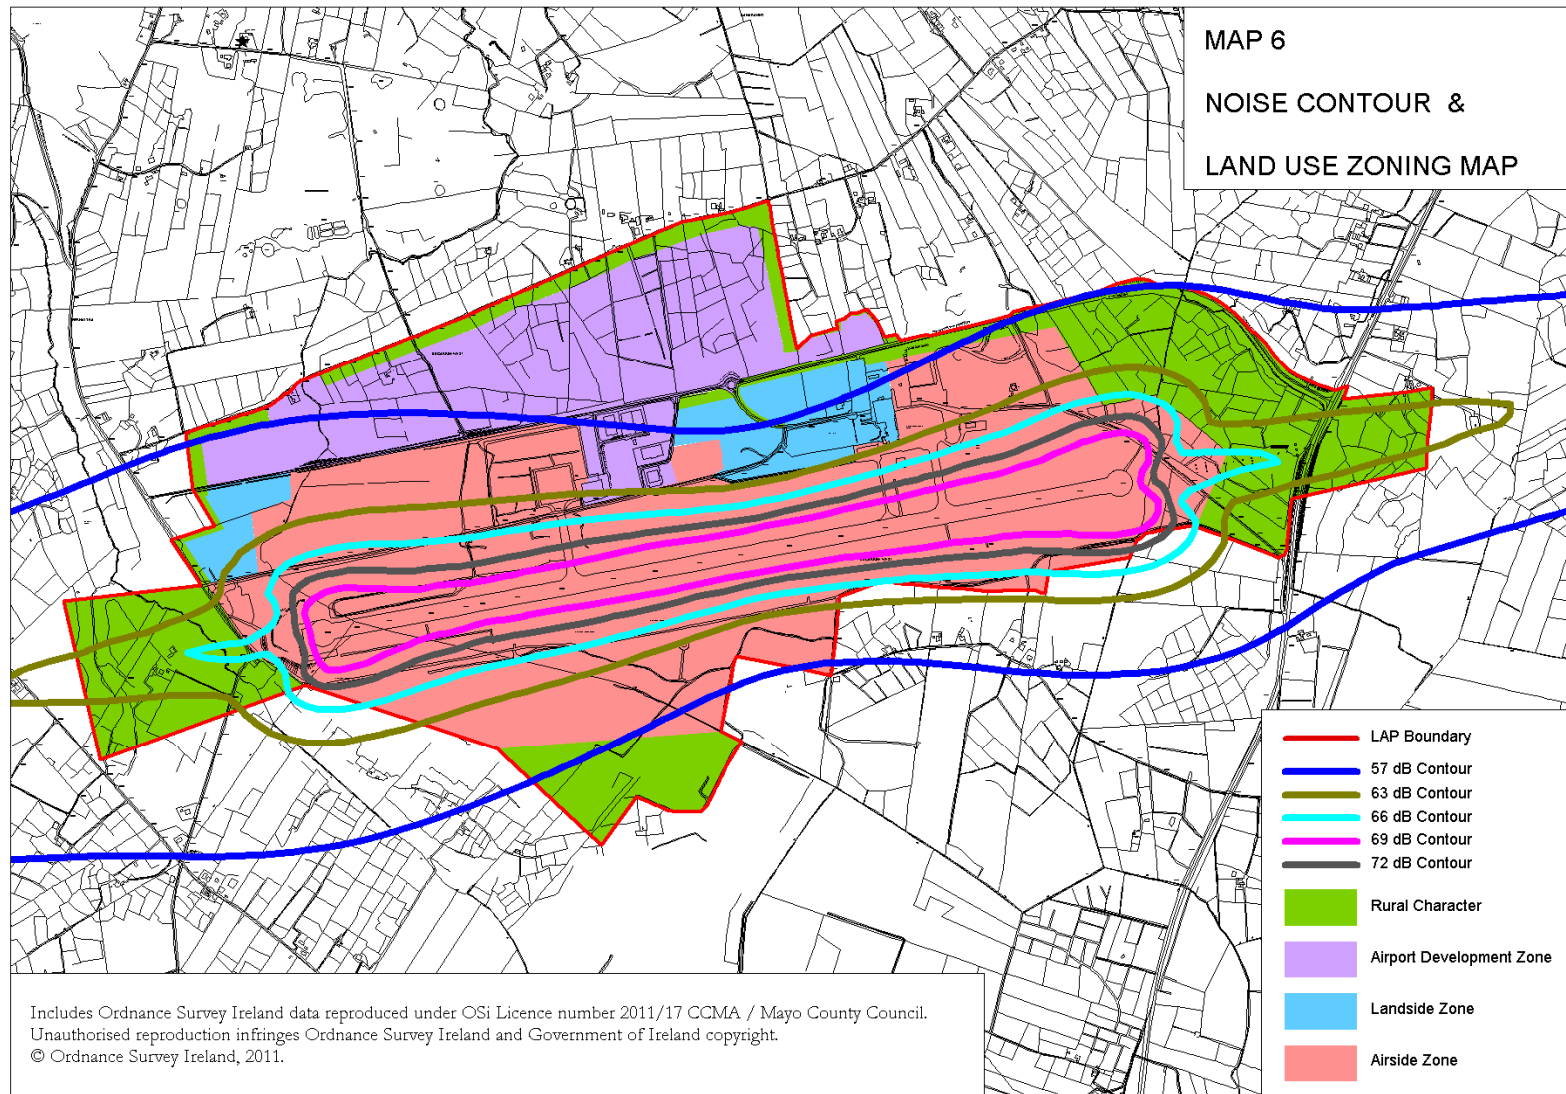 MAP 6
NOISE CONTOUR &
LAND USE ZONING MAP
LAP Boundary
57 dB Contour
63 dB Contour
66 dB Contour
69 dB Contour
72 dB Contour
Rural Character
Airport Development Zone
Landside Zone
Airside Zone
Includes Ordnance Survey Ireland data reproduced under OSi Licence number 2011/17 CCMA / Mayo County Council.
Unauthorised reproduction infringes Ordnance Survey Ireland and Government of Ireland copyright.
© Ordnance Survey Ireland, 2011.